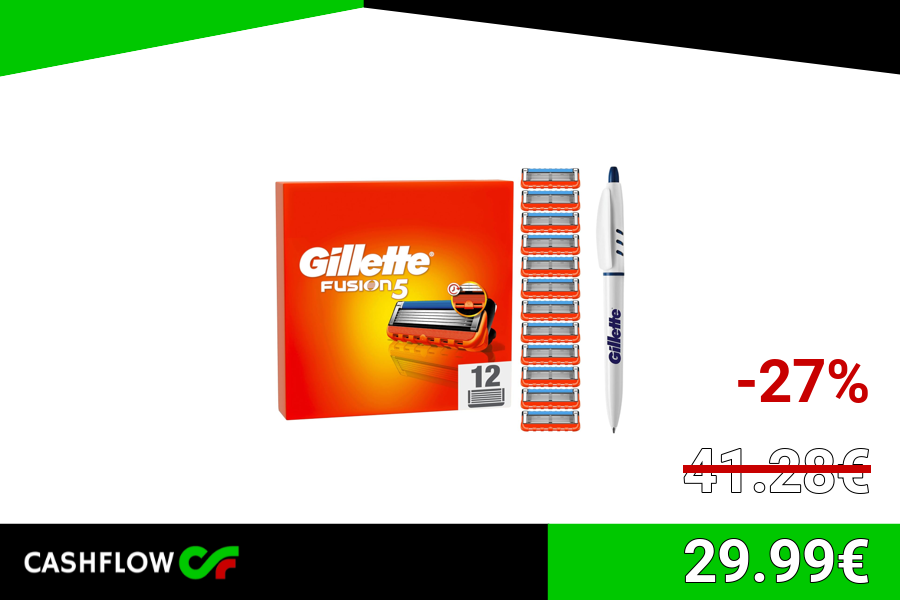 Gillette
FUSION5
12
Gillette
-27%
41.28€
CASHFLOW
29.99€